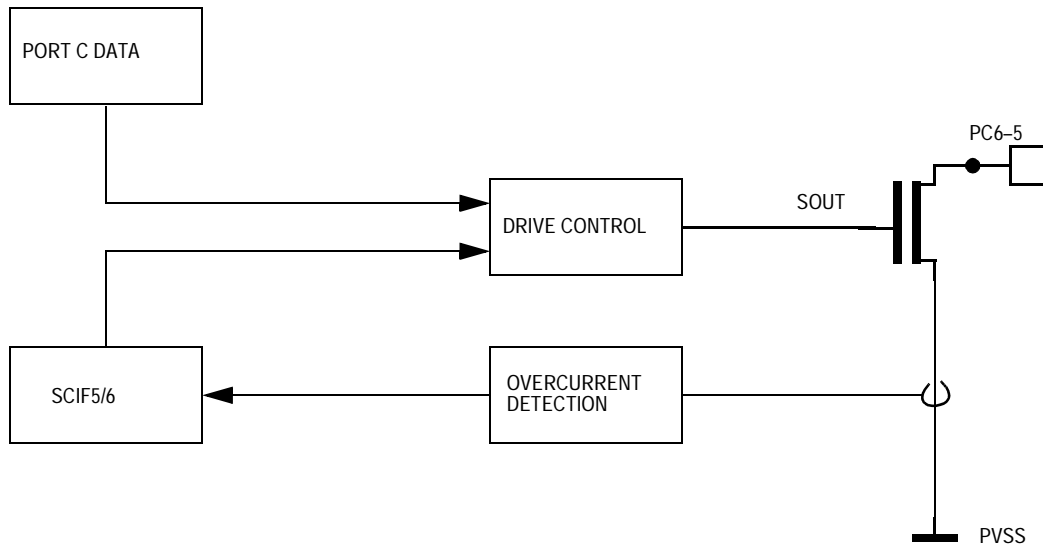 PORT C DATA
PC6–5
SOUT
DRIVE CONTROL
SCIF5/6
OVERCURRENT
DETECTION
PVSS